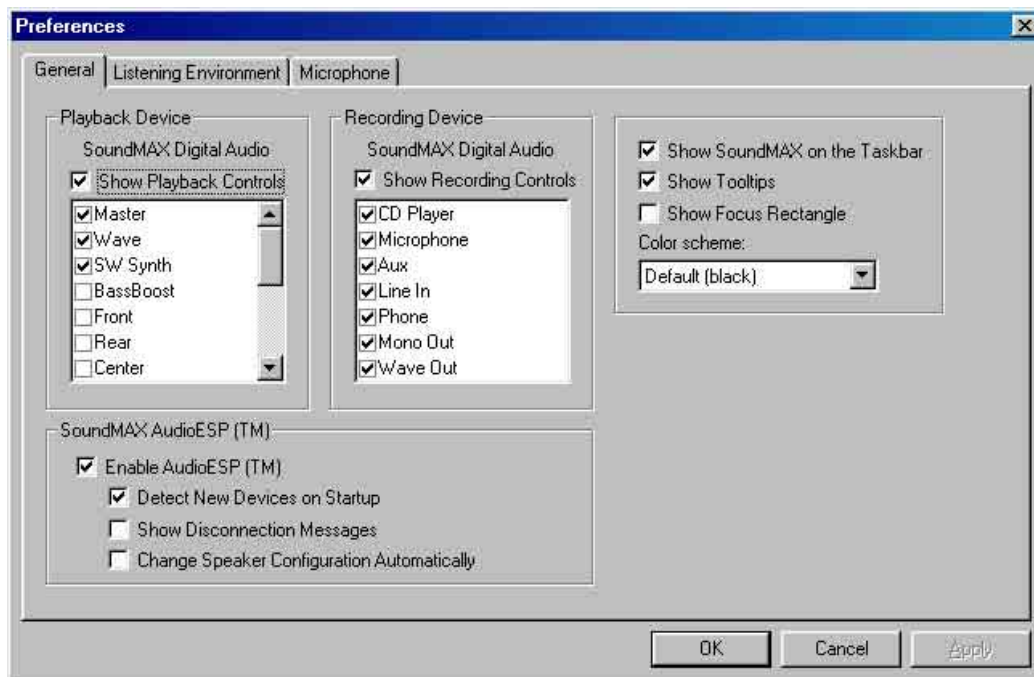 Preferences
General
Listening Environment
Microphone
Playback Device
SoundMAX Digital Audio
Show Playback Controls
Master
Wave
SW Synth
BassBoost
Front
Rear
Center
Recording Device
SoundMAX Digital Audio
Show Recording Controls
CD Player
Microphone
Aux
Line In
Phone
Mono Out
Wave Out
Show SoundMAX on the Taskbar
Show Tooltips
Show Focus Rectangle
Color scheme:
Default (black)
SoundMAX AudioESP (TM)
Enable AudioESP (TM)
Detect New Devices on Startup
Show Disconnection Messages
Change Speaker Configuration Automatically
OK
Cancel
Apply